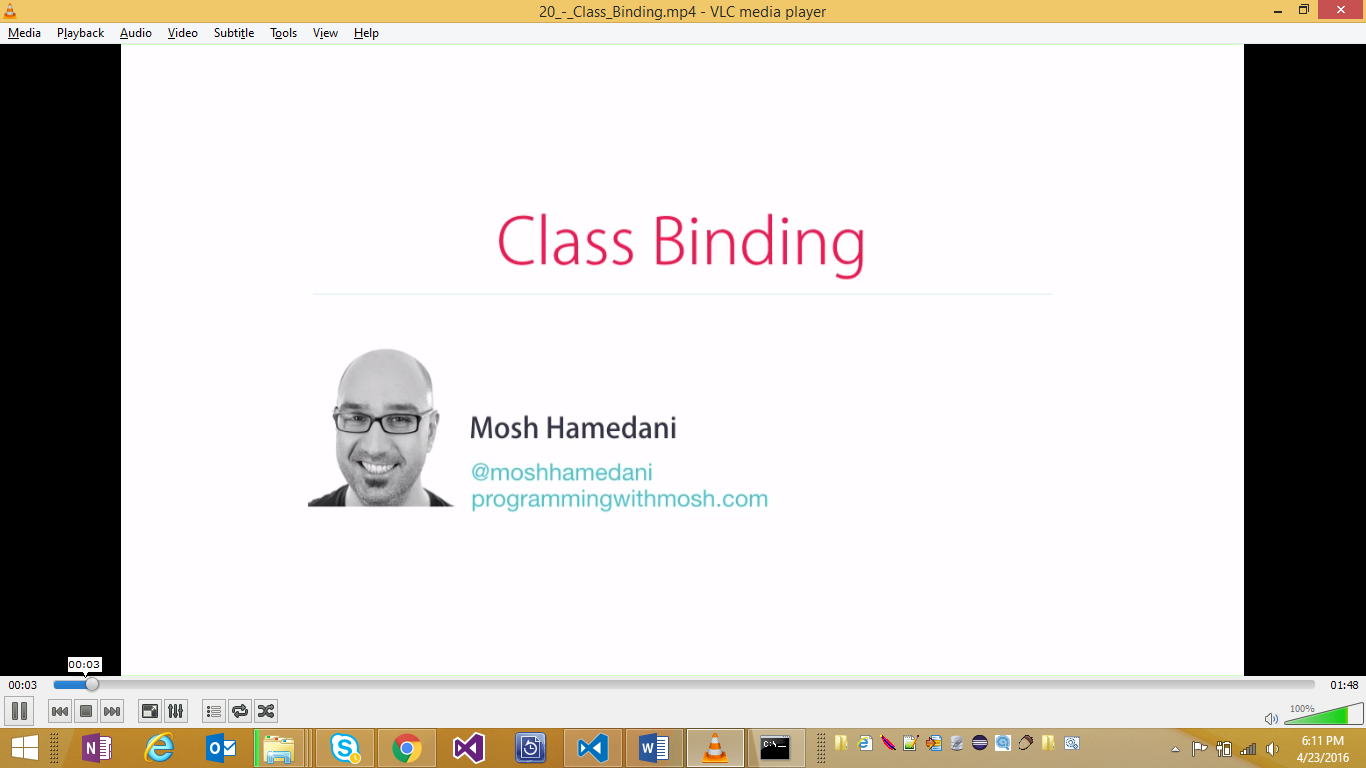 20_-_Class_Binding.mp4 - VLC media player
Media Playback Audio Video Subtitle Tools View Help
Class Binding
Mosh Hamedani
@moshhamedani
programmingwithmosh.com
00:03
00:03 01:48
100%
6:11 PM
4/23/2016